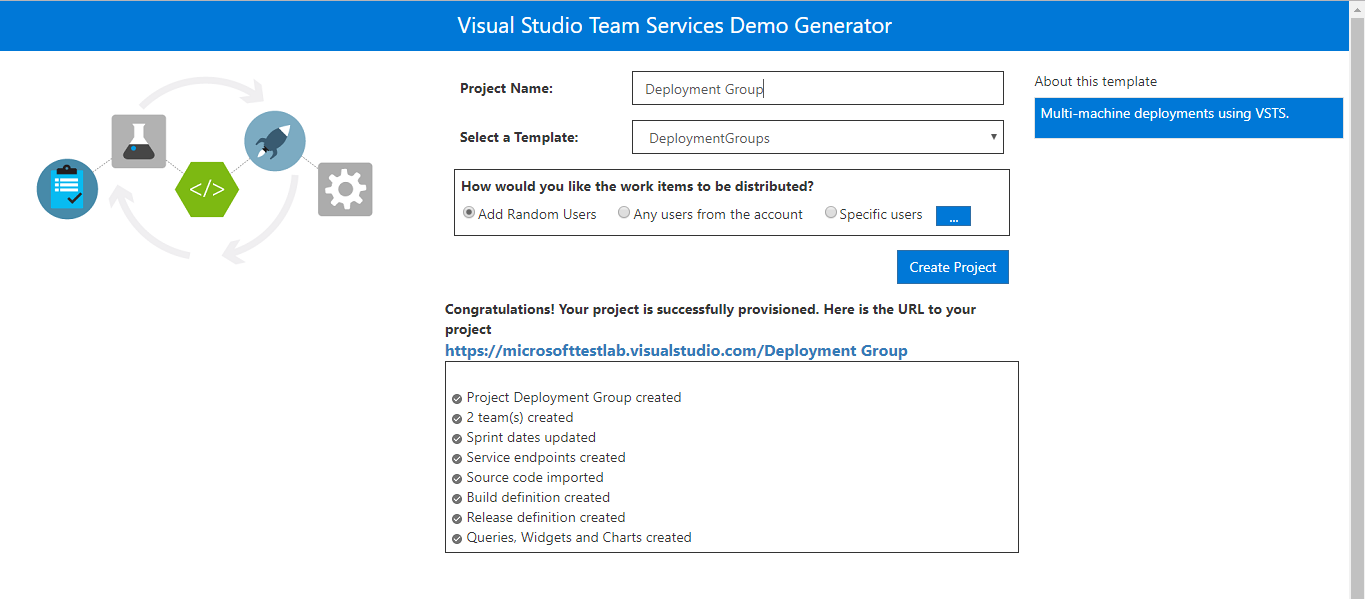 Visual Studio Team Services Demo Generator
Project Name:
Deployment Group
About this template
Multi-machine deployments using VSTS.
Select a Template:
DeploymentGroups
How would you like the work items to be distributed?
Add Random Users Any users from the account Specific users ...
Create Project
</>
Congratulations! Your project is successfully provisioned. Here is the URL to your
project
https://microsofttestlab.visualstudio.com/Deployment Group
Project Deployment Group created
2 team(s) created
Sprint dates updated
Service endpoints created
Source code imported
Build definition created
Release definition created
Queries, Widgets and Charts created